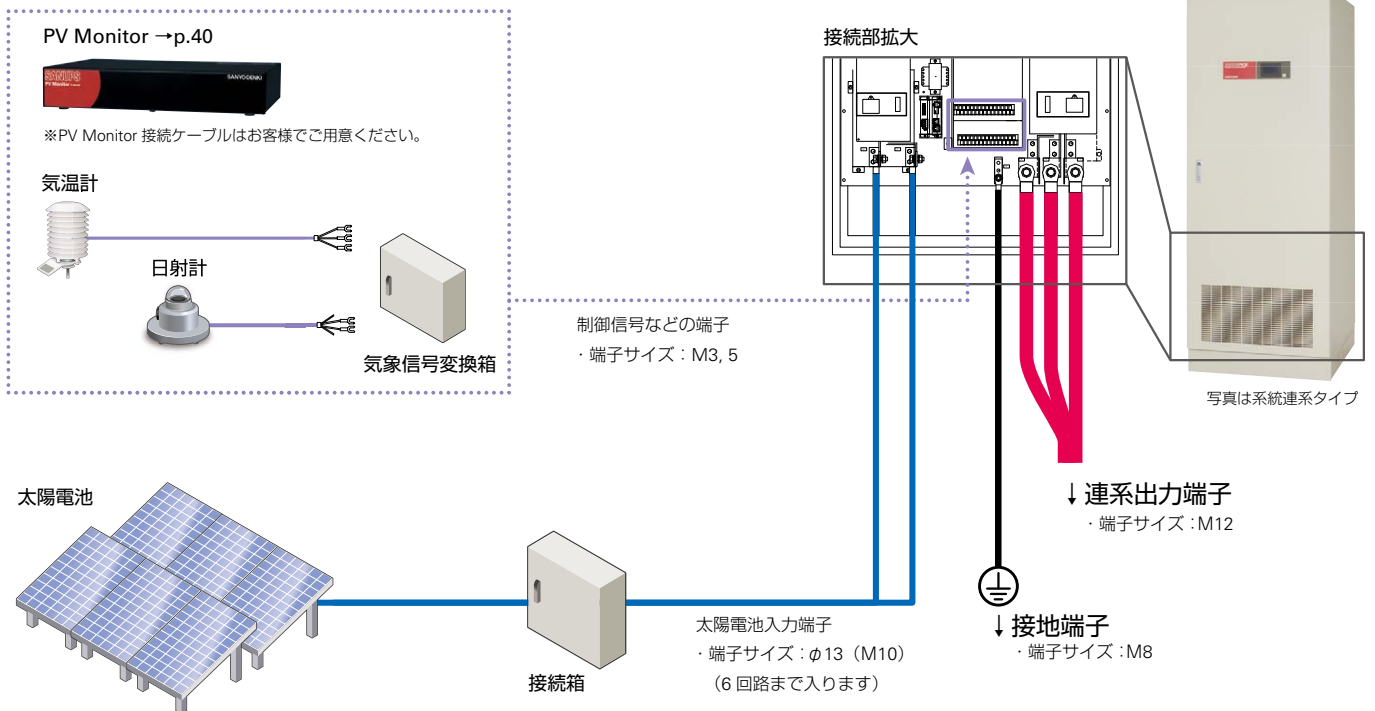 PV Monitor →p.40
SANUPS
PV Monitor
SANYO DENKI
※PV Monitor 接続ケーブルはお客様でご用意ください。
気温計
日射計
気象信号変換箱
制御信号などの端子
・端子サイズ：M3, 5
接続部拡大
写真は系統連系タイプ
↓連系出力端子
・端子サイズ：M12
↓接地端子
・端子サイズ：M8
太陽電池
接続箱
太陽電池入力端子
・端子サイズ：φ13（M10）
（6 回路まで入ります）